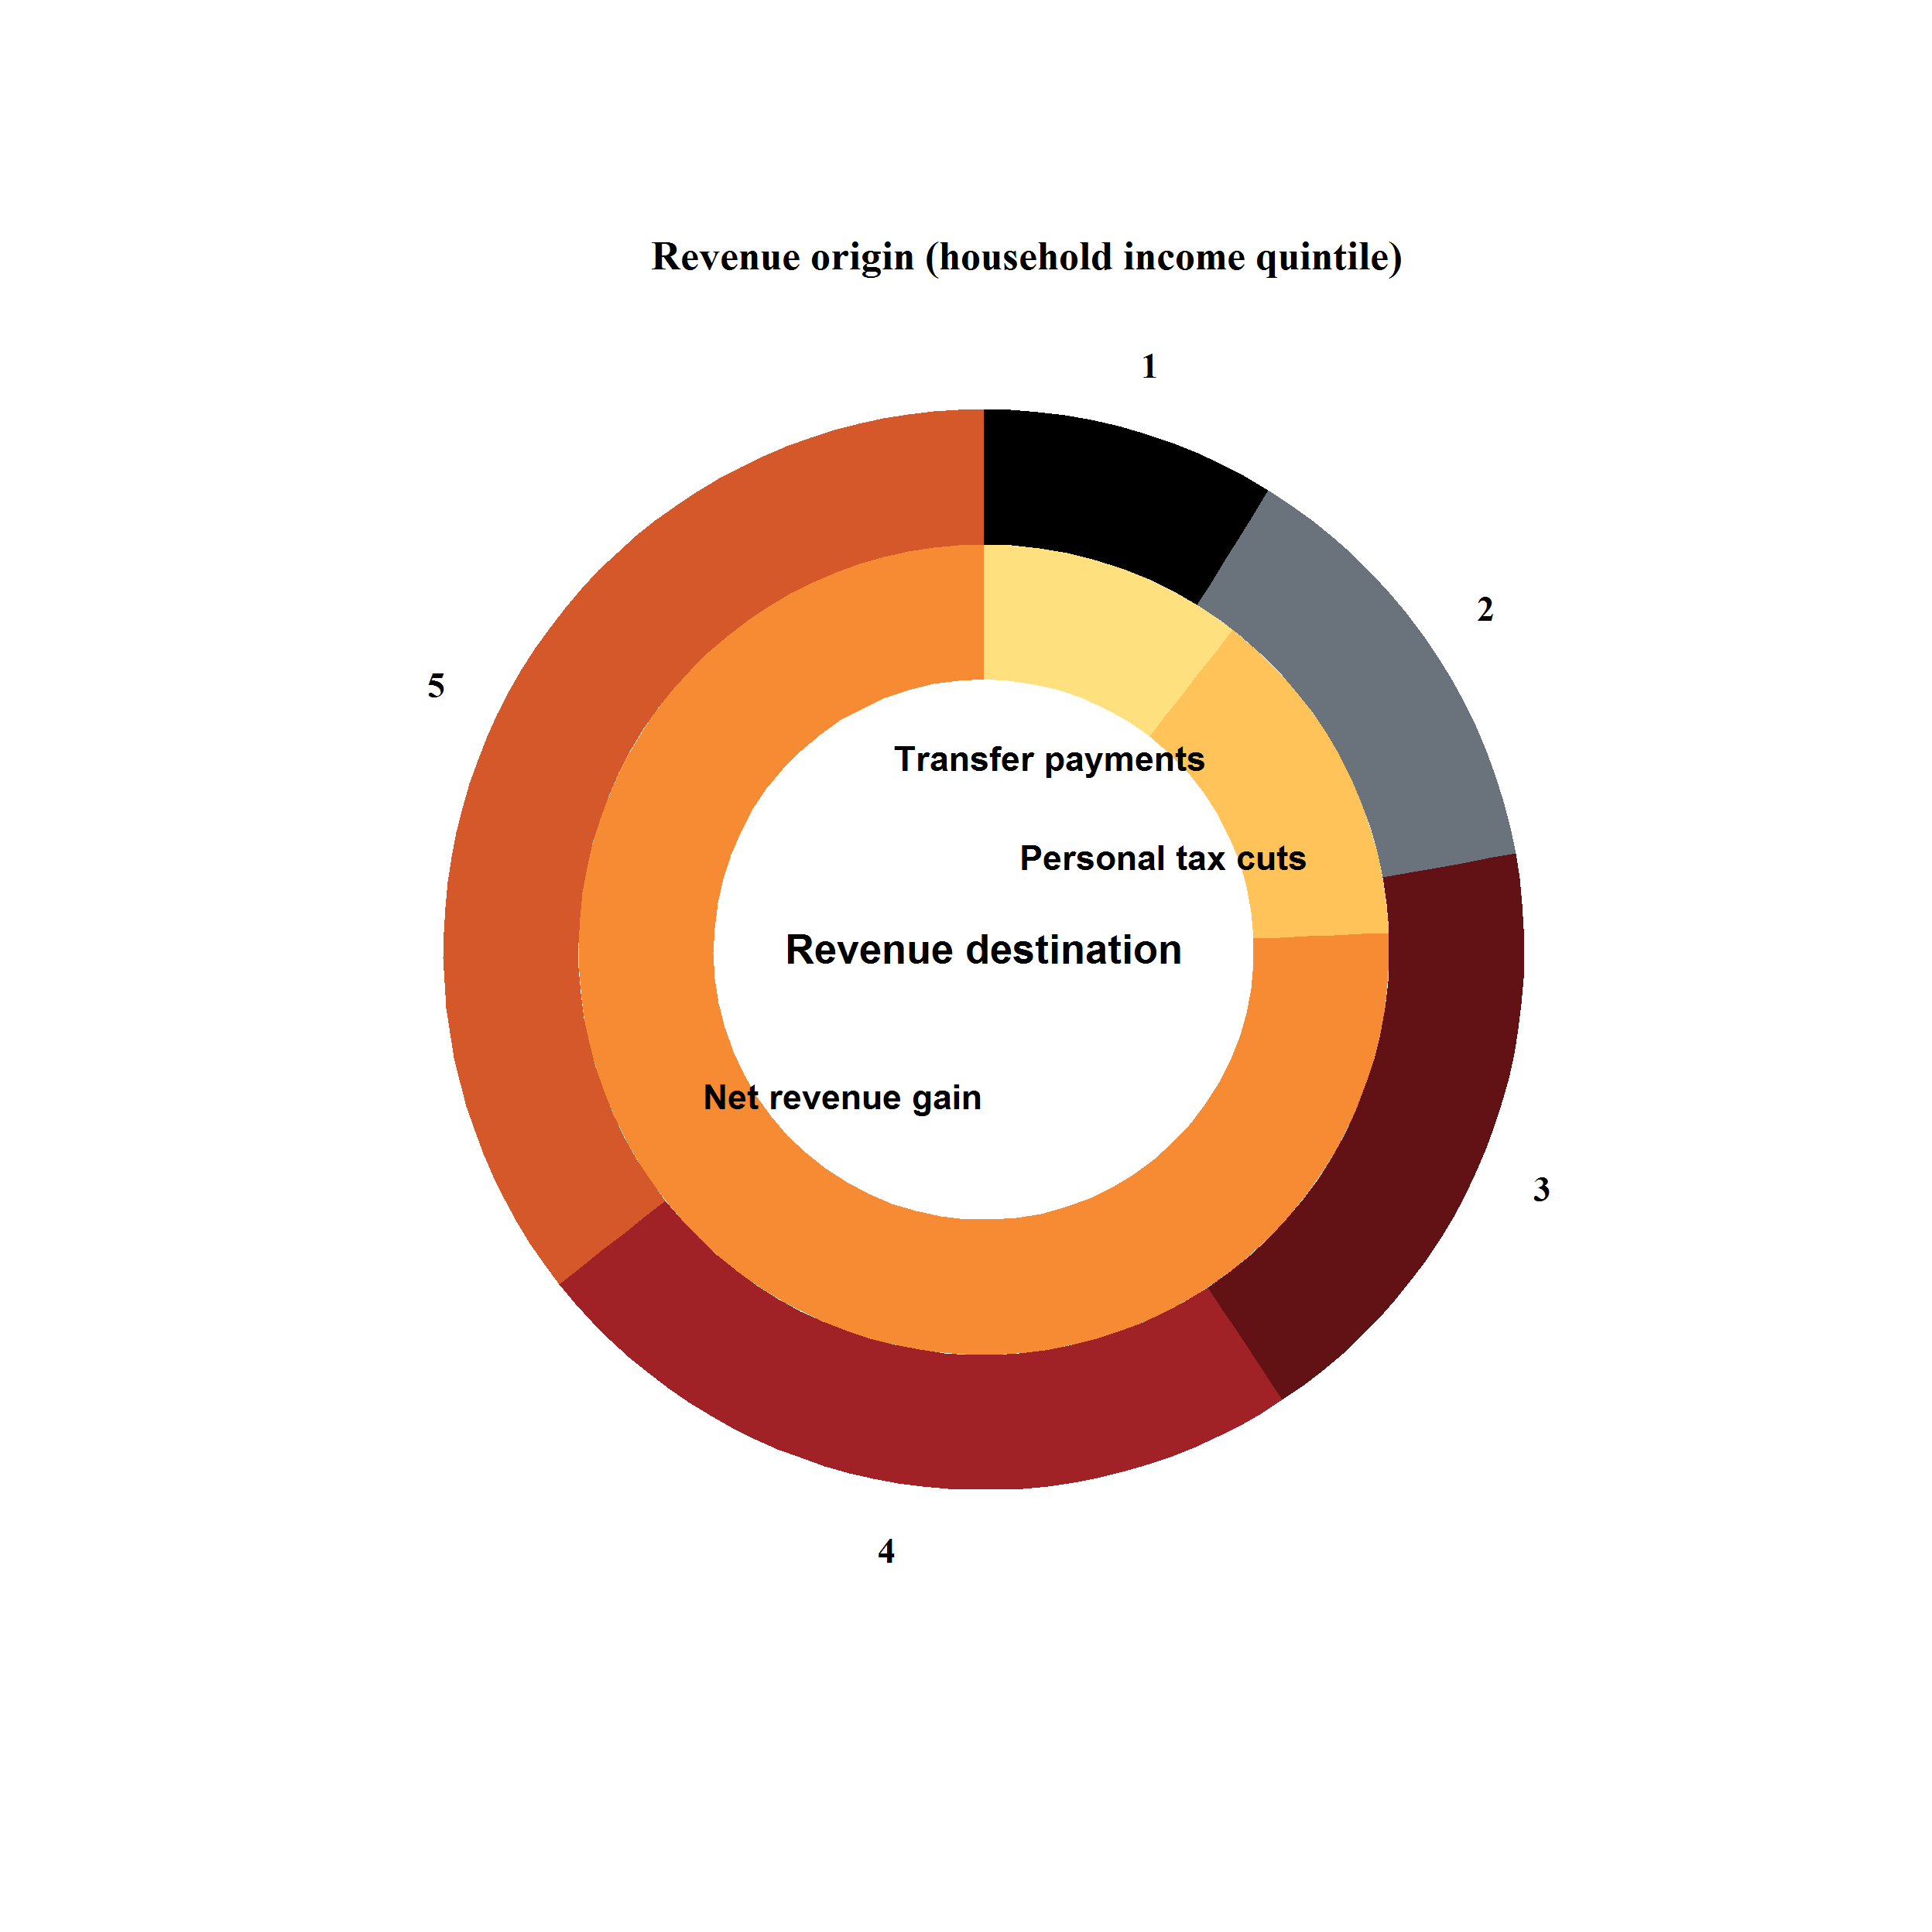 Revenue origin (household income quintile)
1
2
5
Transfer payments
Personal tax cuts
Revenue destination
Net revenue gain
3
4